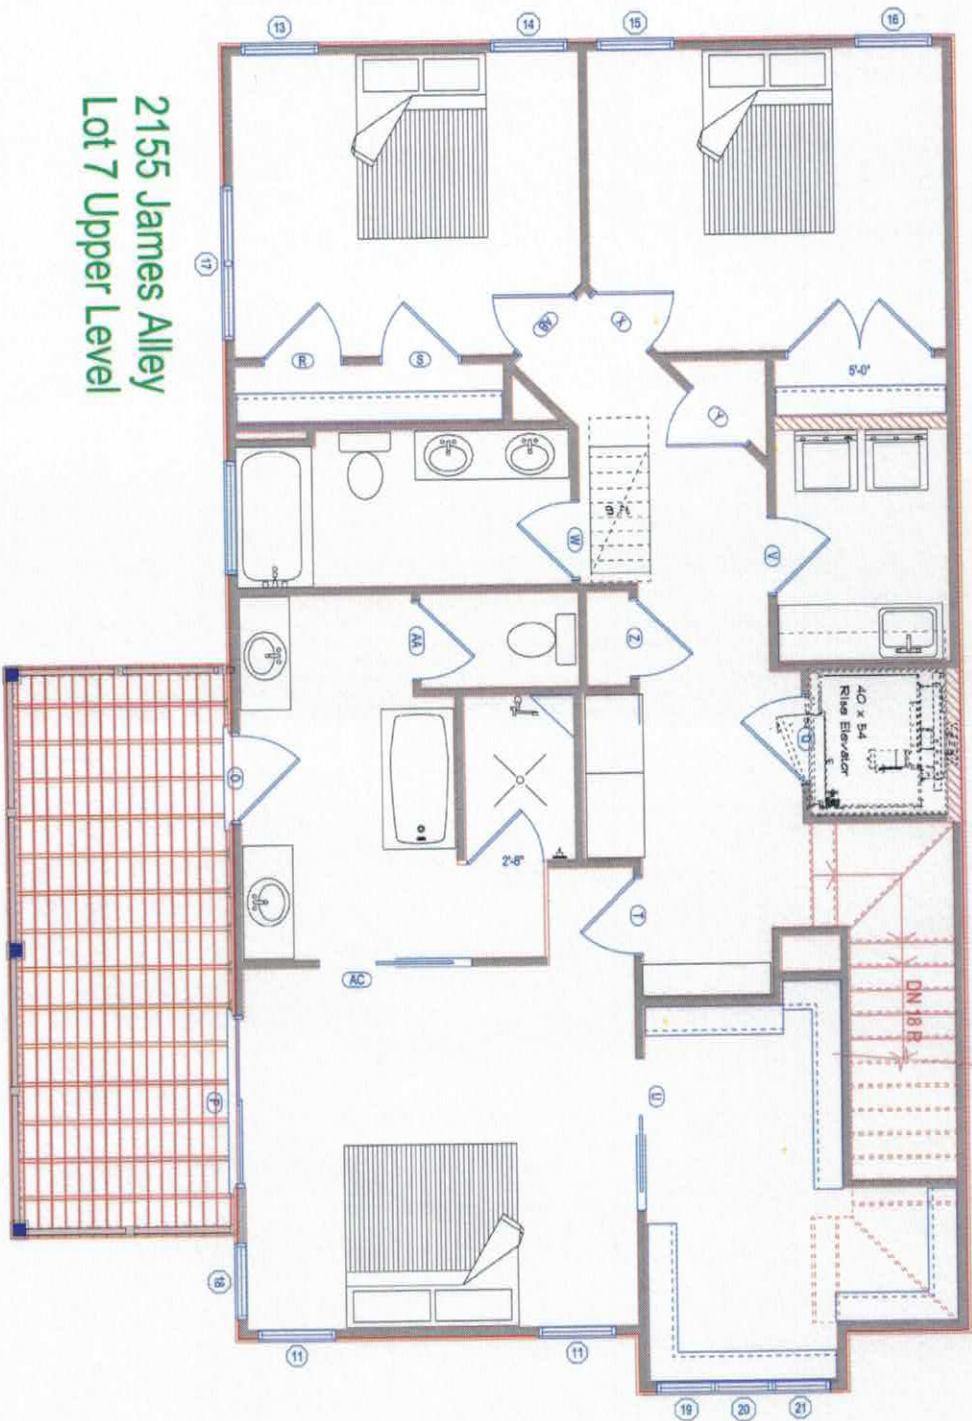 2155 James Alley
Lot 7 Upper Level
13
14
15
16
17
R
S
AB
X
5'-0"
Y
W
V
AA
Z
40 x 54
Rise Elevator
Q
O
2'-8"
T
AC
DN 18 R
P
U
18
11
11
19
20
21